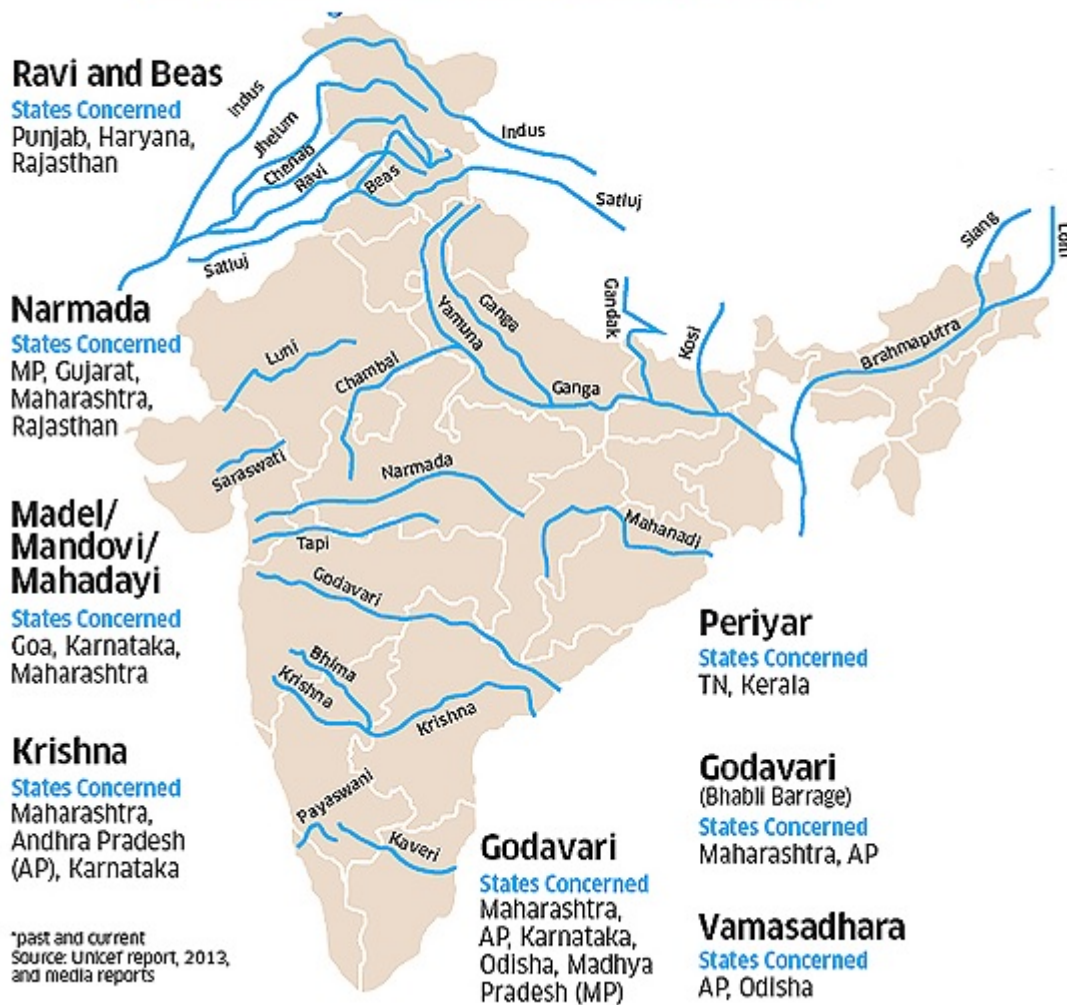 Ravi and Beas
States Concerned
Punjab, Haryana,
Rajasthan
Narmada
States Concerned
MP, Gujarat,
Maharashtra,
Rajasthan
Madel/
Mandovi/
Mahadayi
States Concerned
Goa, Karnataka,
Maharashtra
Krishna
States Concerned
Maharashtra,
Andhra Pradesh
(AP), Karnataka
*past and current
Source: Unicef report, 2013,
and media reports
Indus
Jhelum
Chenab
Ravi
Beas
Satluj
Indus
Satluj
Luni
Chambal
Yamuna
Ganga
Ganga
Gandak
Kosi
Siang
Brahmaputra
Saraswati
Narmada
Tapi
Mahanadi
Godavari
Bhima
Krishna
Krishna
Payaswani
Kaveri
Godavari
States Concerned
Maharashtra,
AP, Karnataka,
Odisha, Madhya
Pradesh (MP)
Periyar
States Concerned
TN, Kerala
Godavari
(Bhabli Barrage)
States Concerned
Maharashtra, AP
Vamasadhara
States Concerned
AP, Odisha